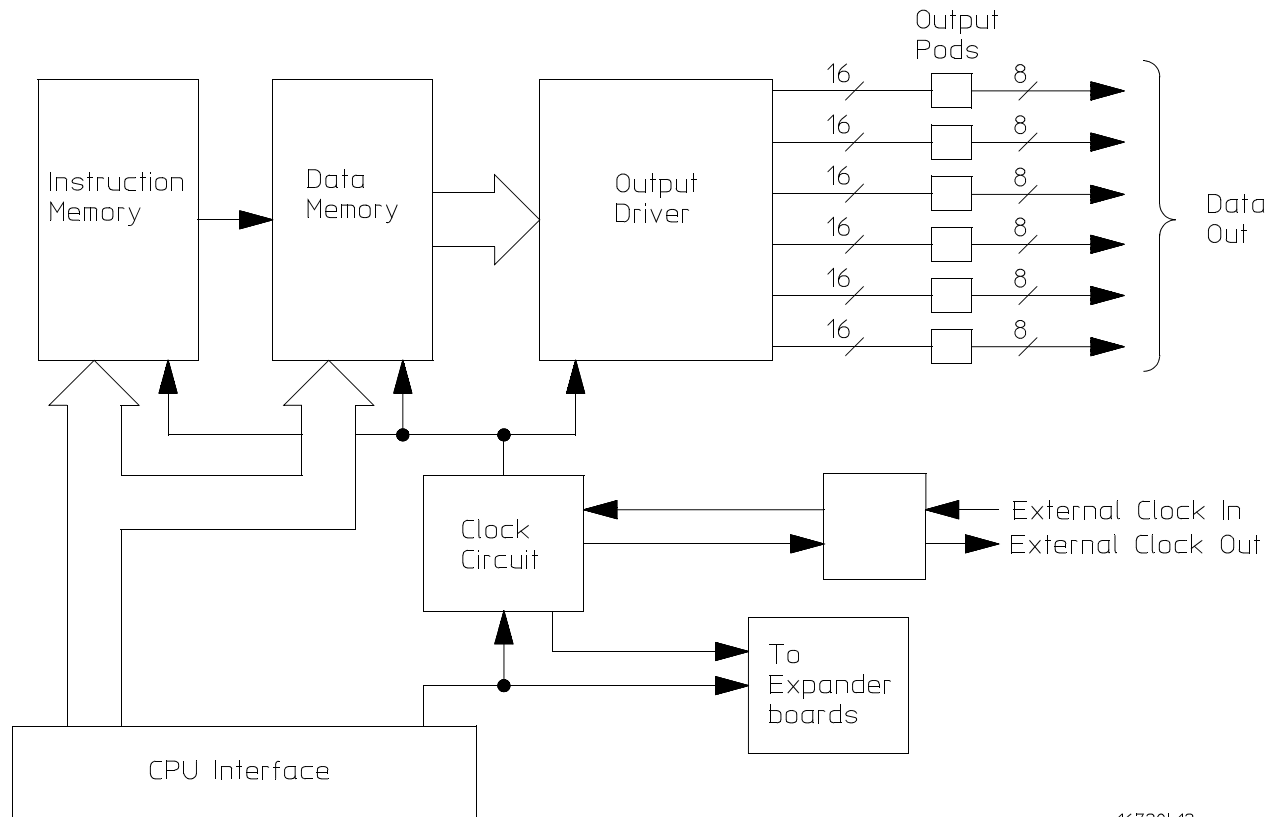 Output
Pods
16 8
16 8
16 8
16 8
16 8
16 8
Instruction
Memory
Data
Memory
Output
Driver
Data
Out
Clock
Circuit
External Clock In
External Clock Out
To
Expander
boards
CPU Interface